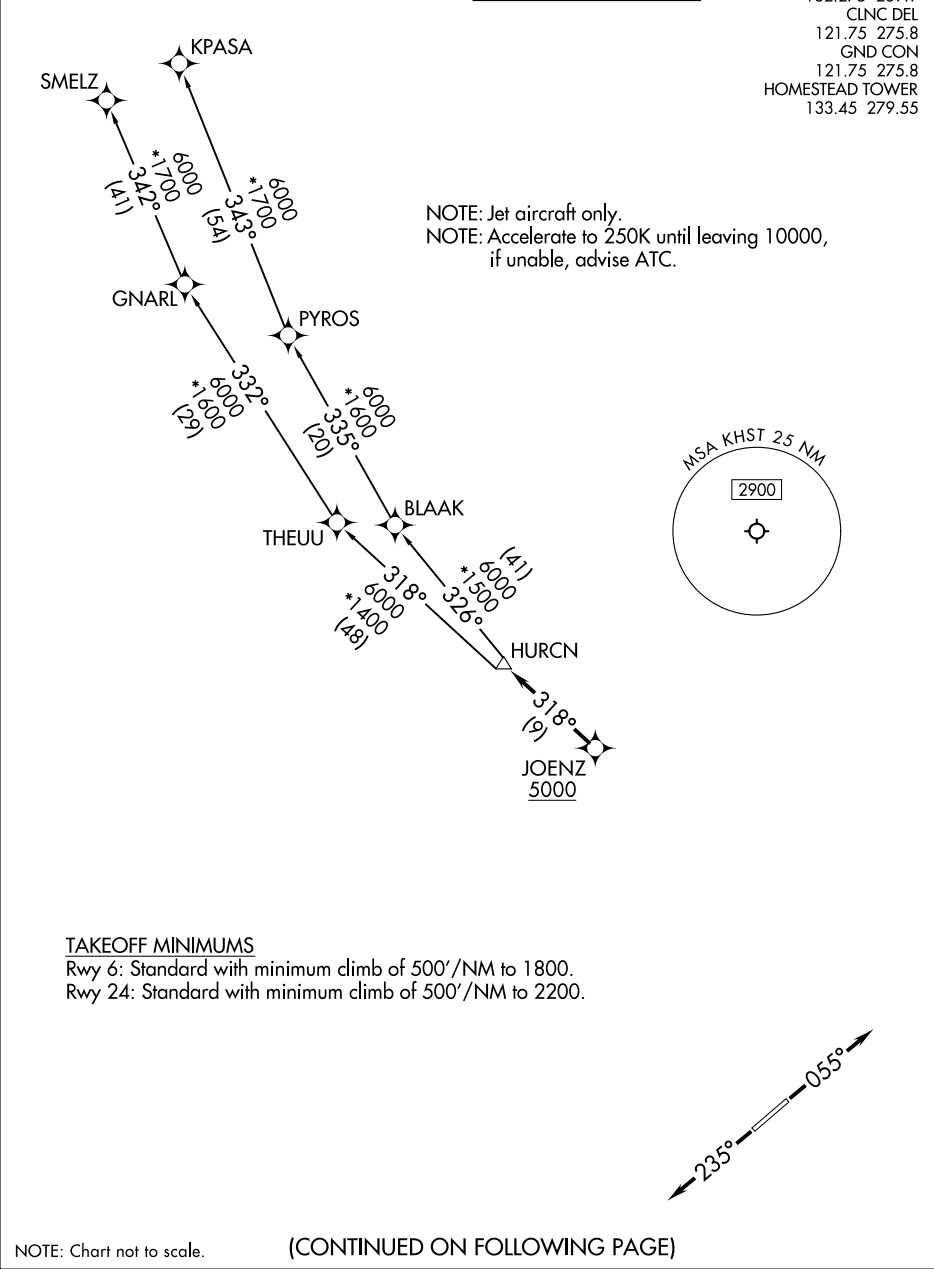 CLNC DEL
121.75 275.8
GND CON
121.75 275.8
HOMESTEAD TOWER
133.45 279.55
KPASA
SMELZ
6000
*1700
342°
(41)
6000
*1700
343°
(54)
NOTE: Jet aircraft only.
NOTE: Accelerate to 250K until leaving 10000,
if unable, advise ATC.
GNARL
PYROS
332°
6000
*1600
(29)
6000
*1600
335°
(20)
MSA KHST 25 NM
2900
THEUU
BLAAK
318°
6000
*1400
(48)
(41)
6000
*1500
326°
HURCN
318°
(9)
JOENZ
5000
TAKEOFF MINIMUMS
Rwy 6: Standard with minimum climb of 500'/NM to 1800.
Rwy 24: Standard with minimum climb of 500'/NM to 2200.
055°
235°
NOTE: Chart not to scale.
(CONTINUED ON FOLLOWING PAGE)